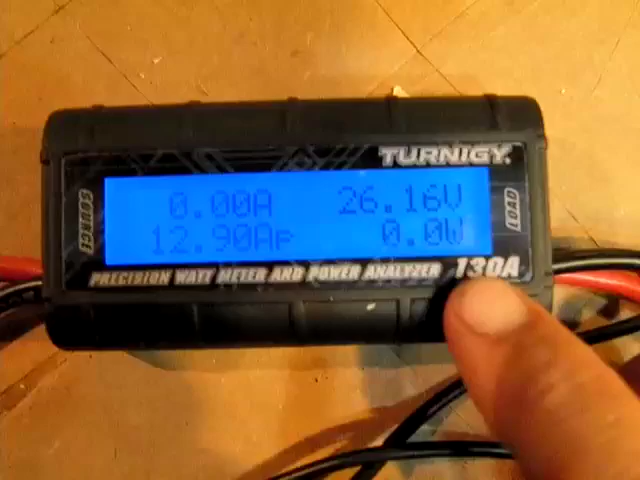 TURNIGY
SOURCE
0.00A 26.16V
12.90Ap 0.0W
LOAD
PRECISION WATT METER AND POWER ANALYZER 130A